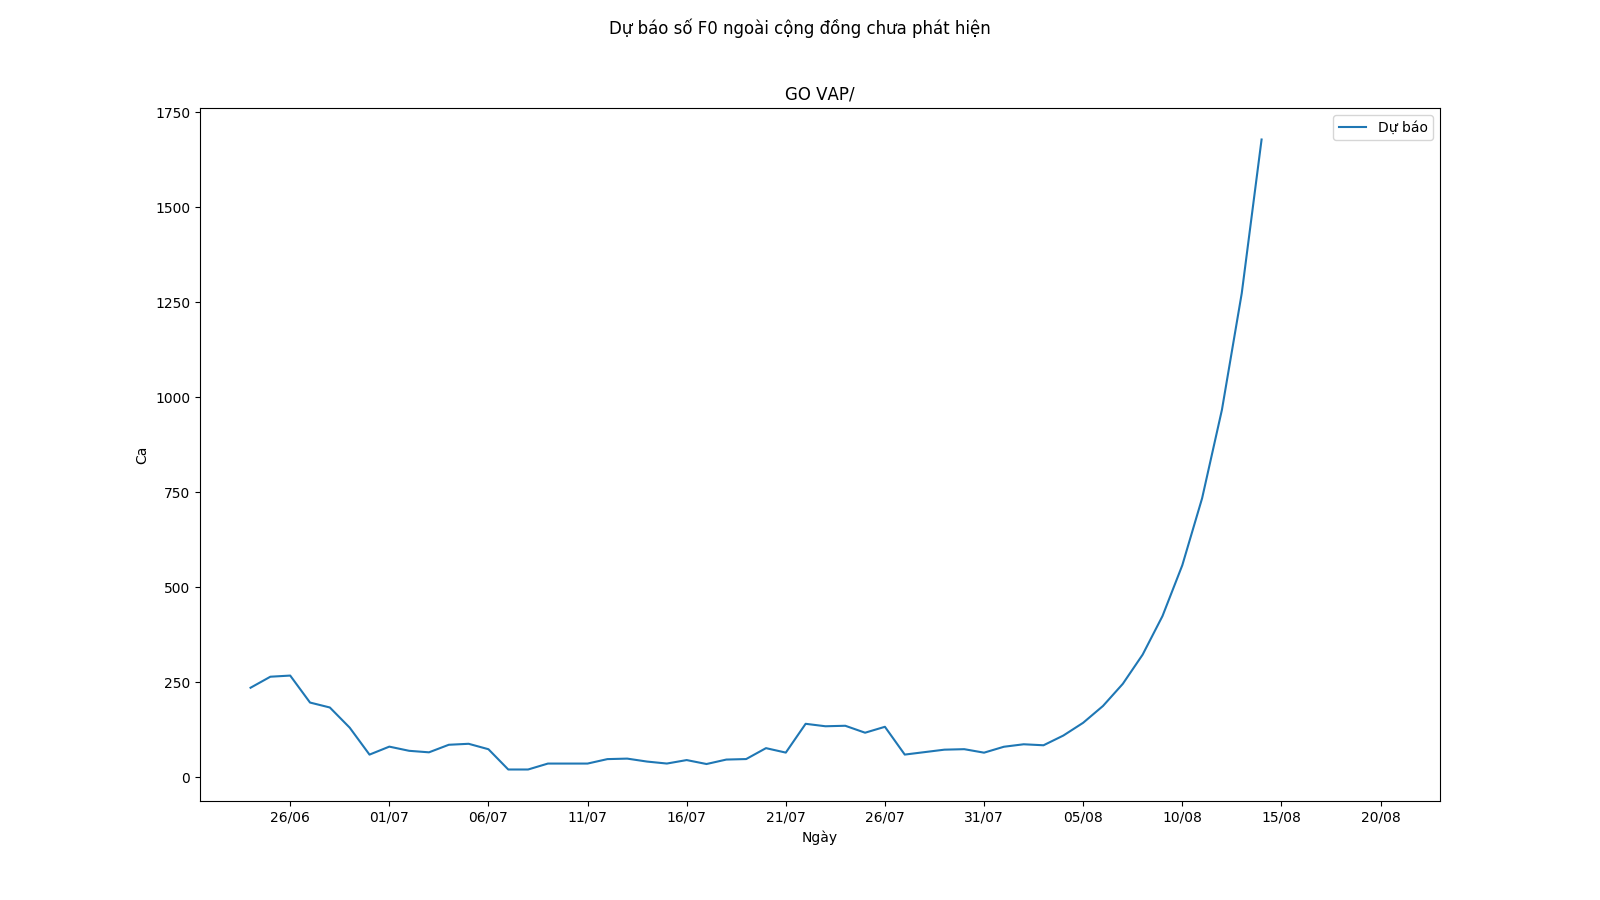 Dự báo số F0 ngoài cộng đồng chưa phát hiện
GO VAP/
Dự báo
1750
1500
1250
1000
750
500
250
0
Ca
26/06 01/07 06/07 11/07 16/07 21/07 26/07 31/07 05/08 10/08 15/08 20/08
Ngày